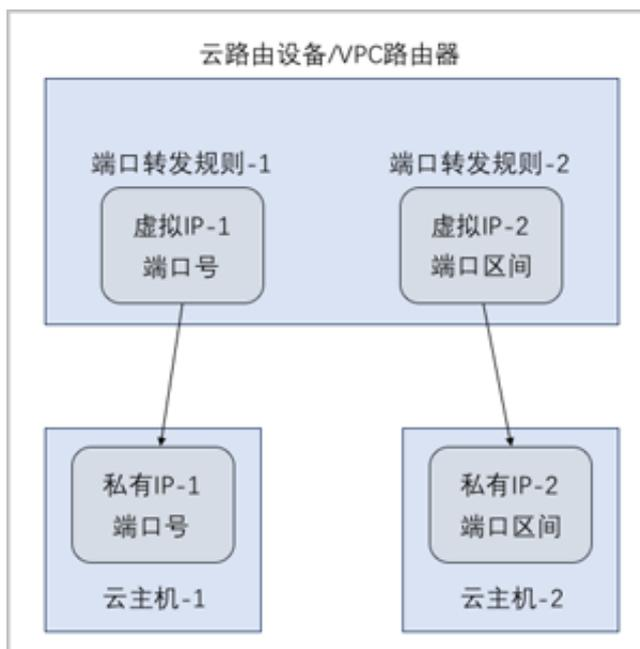 云路由设备/VPC路由器
端口转发规则-1
端口转发规则-2
虚拟IP-1
端口号
虚拟IP-2
端口区间
私有IP-1
端口号
云主机-1
私有IP-2
端口区间
云主机-2